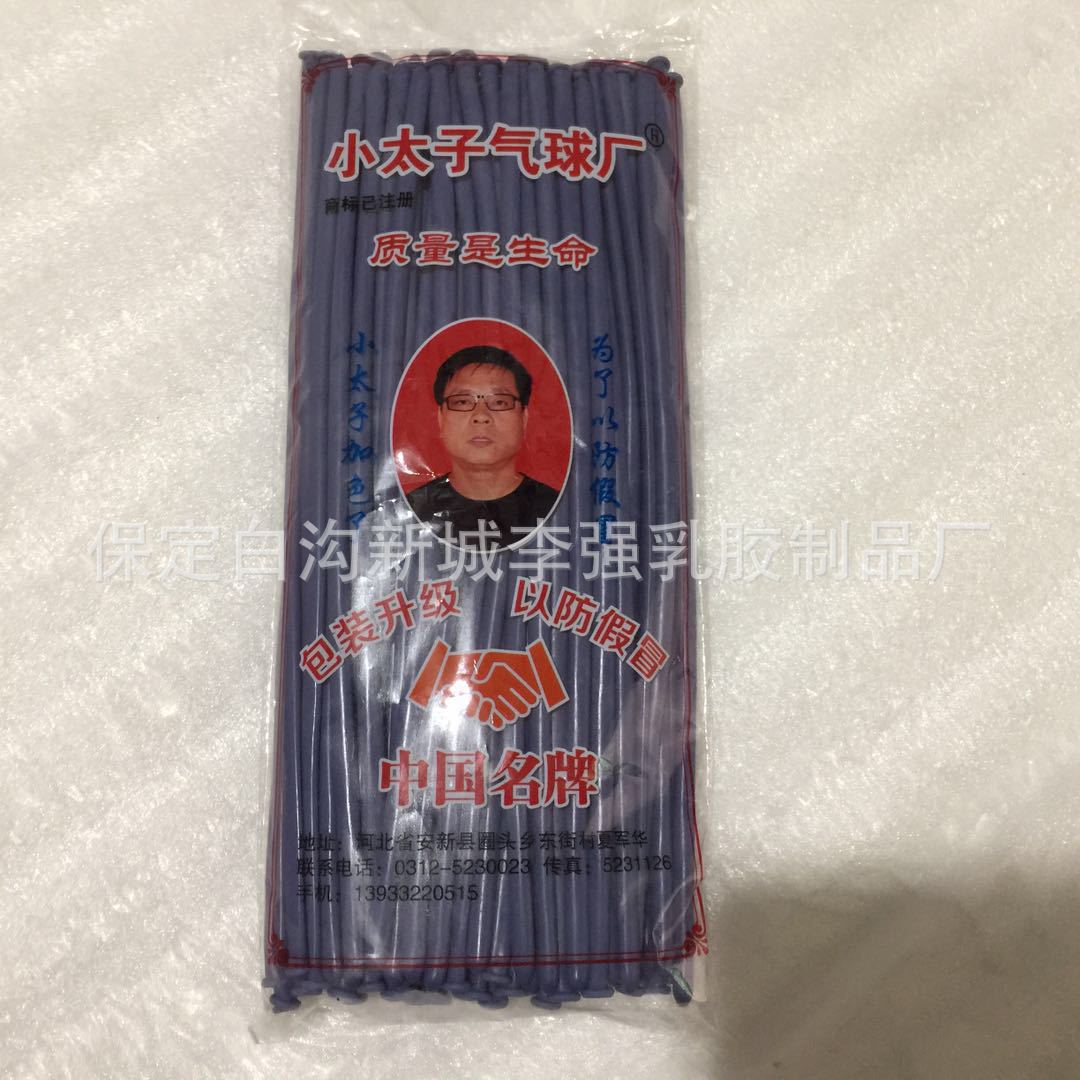 小太子气球厂®
商标已注册
质量是生命
小太子加色
为了以防假冒
保定白沟新城李强乳胶制品厂
包装升级 以防假冒
中国名牌
地址：河北省安新县圈头乡东街村夏军华
联系电话：0312-5230023 传真：5231126
手机：13933220515